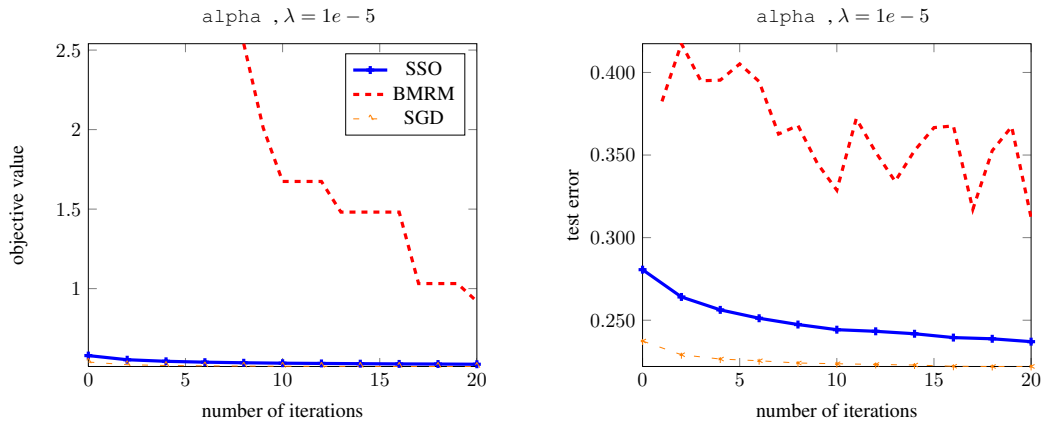 alpha , λ = 1e − 5
objective value
2.5
2
1.5
1
0
5
10
15
20
number of iterations
SSO
BMRM
SGD
alpha , λ = 1e − 5
test error
0.400
0.350
0.300
0.250
0
5
10
15
20
number of iterations